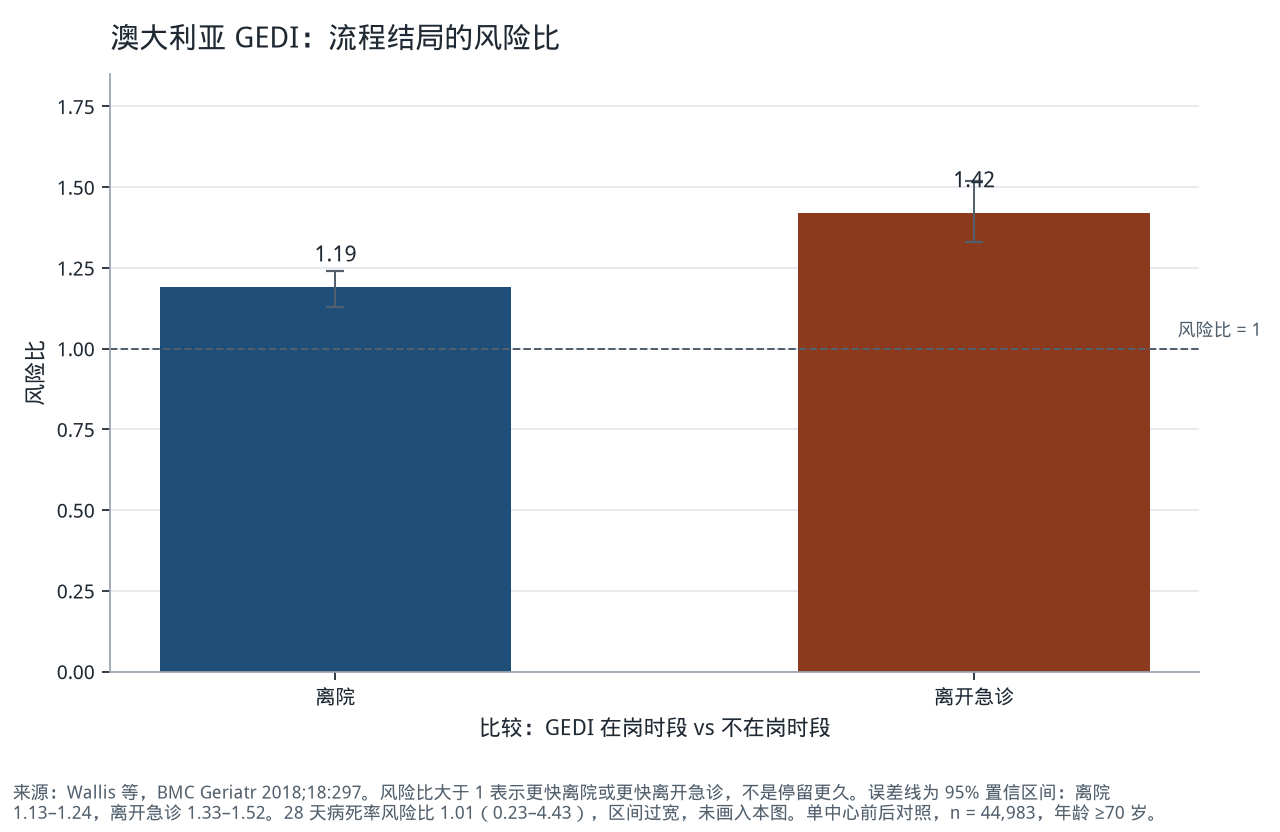 澳大利亚 GEDI：流程结局的风险比
1.75
1.50
1.25
1.00
0.75
0.50
0.25
0.00
风险比
1.19
1.42
风险比 = 1
离院
离开急诊
比较：GEDI 在岗时段 vs 不在岗时段
来源：Wallis 等，BMC Geriatr 2018;18:297。风险比大于 1 表示更快离院或更快离开急诊，不是停留更久。误差线为 95% 置信区间：离院
1.13–1.24，离开急诊 1.33–1.52。28 天病死率风险比 1.01（0.23–4.43），区间过宽，未画入本图。单中心前后对照，n = 44,983，年龄 ≥70 岁。